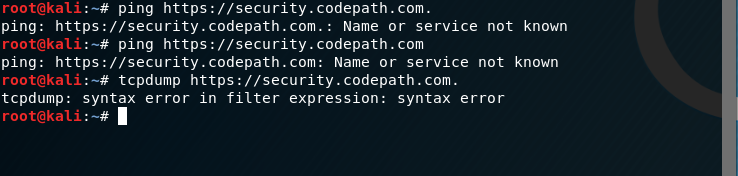 root@kali:~# ping https://security.codepath.com.
ping: https://security.codepath.com.: Name or service not known
root@kali:~# ping https://security.codepath.com
ping: https://security.codepath.com: Name or service not known
root@kali:~# tcpdump https://security.codepath.com.
tcpdump: syntax error in filter expression: syntax error
root@kali:~#